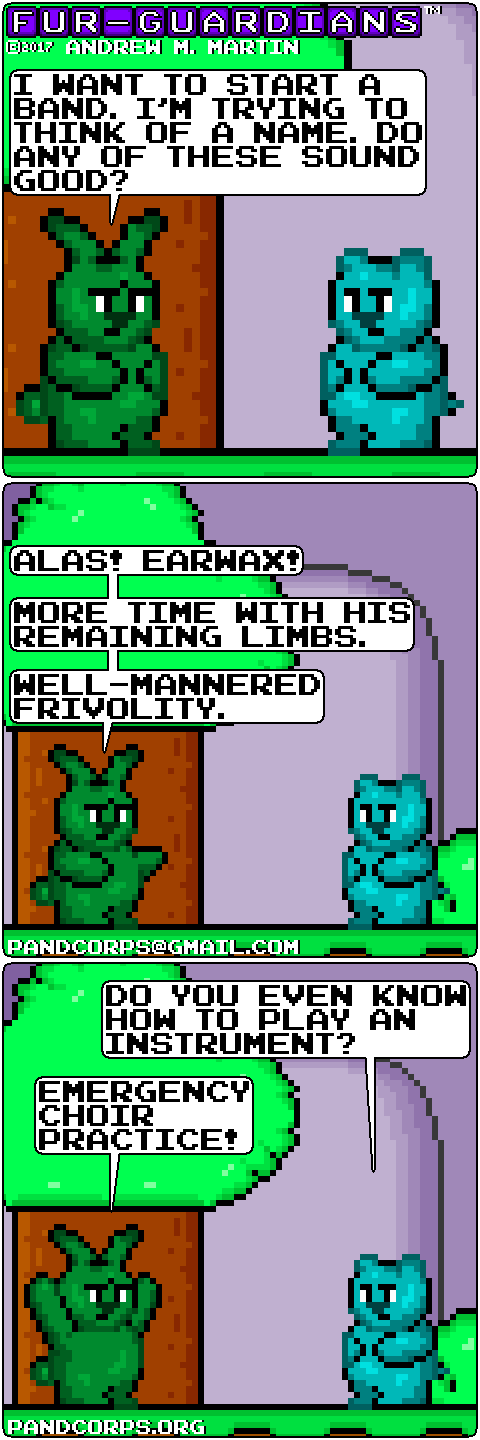 FUR-GUARDIANS™
©2017 ANDREW M. MARTIN
I WANT TO START A
BAND. I'M TRYING TO
THINK OF A NAME. DO
ANY OF THESE SOUND
GOOD?
ALAS! EARWAX!
MORE TIME WITH HIS
REMAINING LIMBS.
WELL-MANNERED
FRIVOLITY.
PANDCORPS@GMAIL.COM
DO YOU EVEN KNOW
HOW TO PLAY AN
INSTRUMENT?
EMERGENCY
CHOIR
PRACTICE!
PANDCORPS.ORG